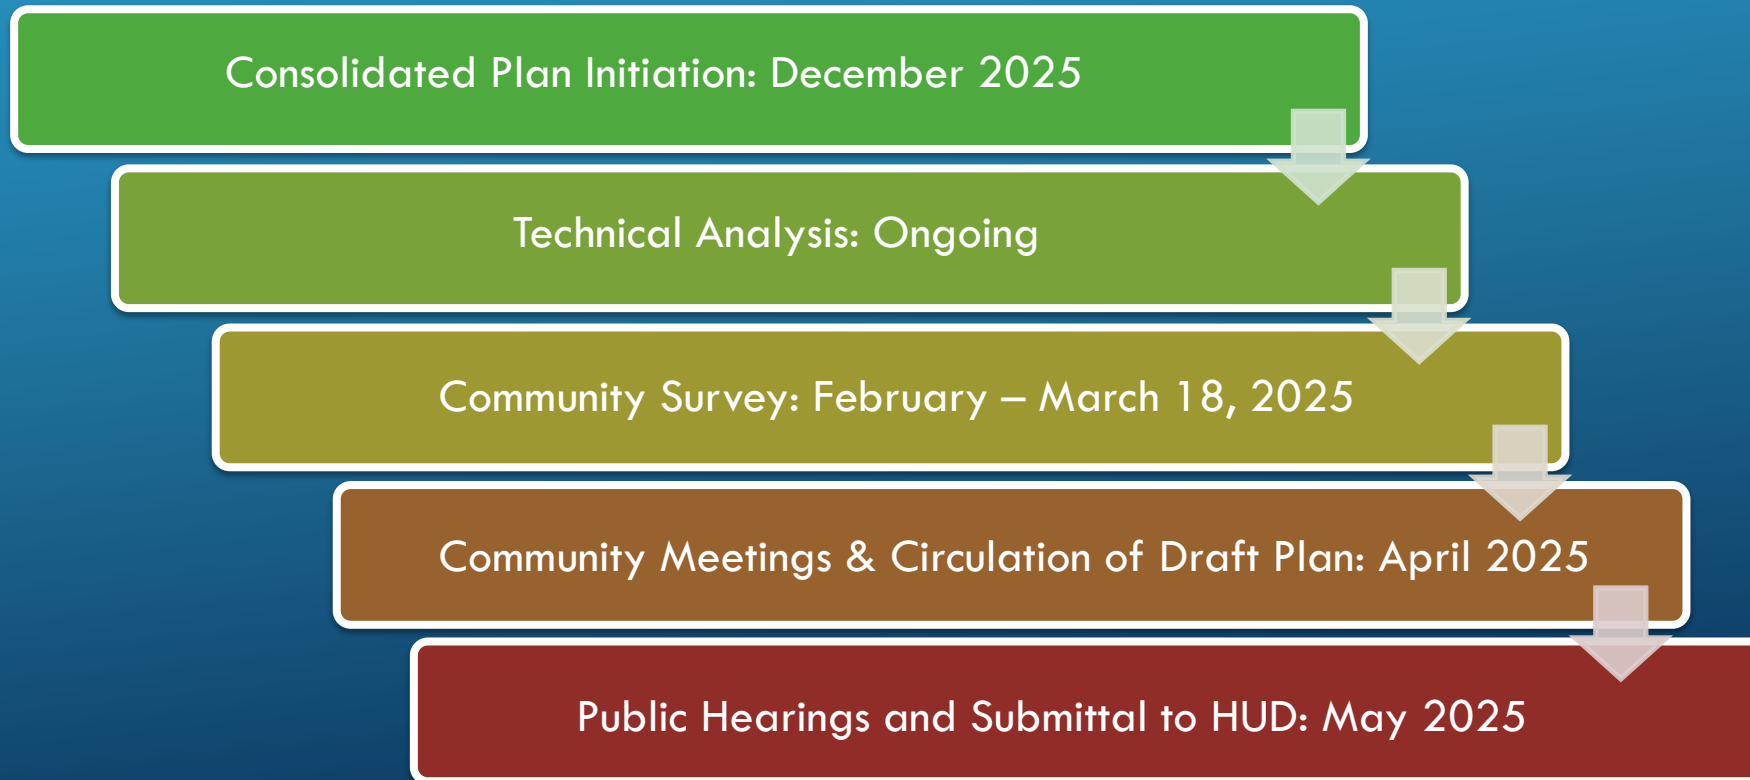 Consolidated Plan Initiation: December 2025
Technical Analysis: Ongoing
Community Survey: February – March 18, 2025
Community Meetings & Circulation of Draft Plan: April 2025
Public Hearings and Submittal to HUD: May 2025